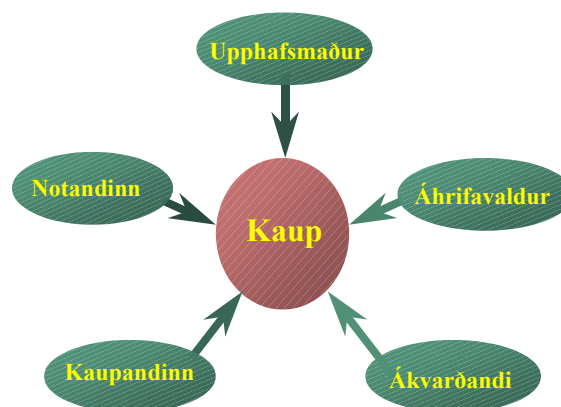 Upphafsmaður
Notandinn
Áhrifavaldur
Kaup
Kaupandinn
Ákvarðandi